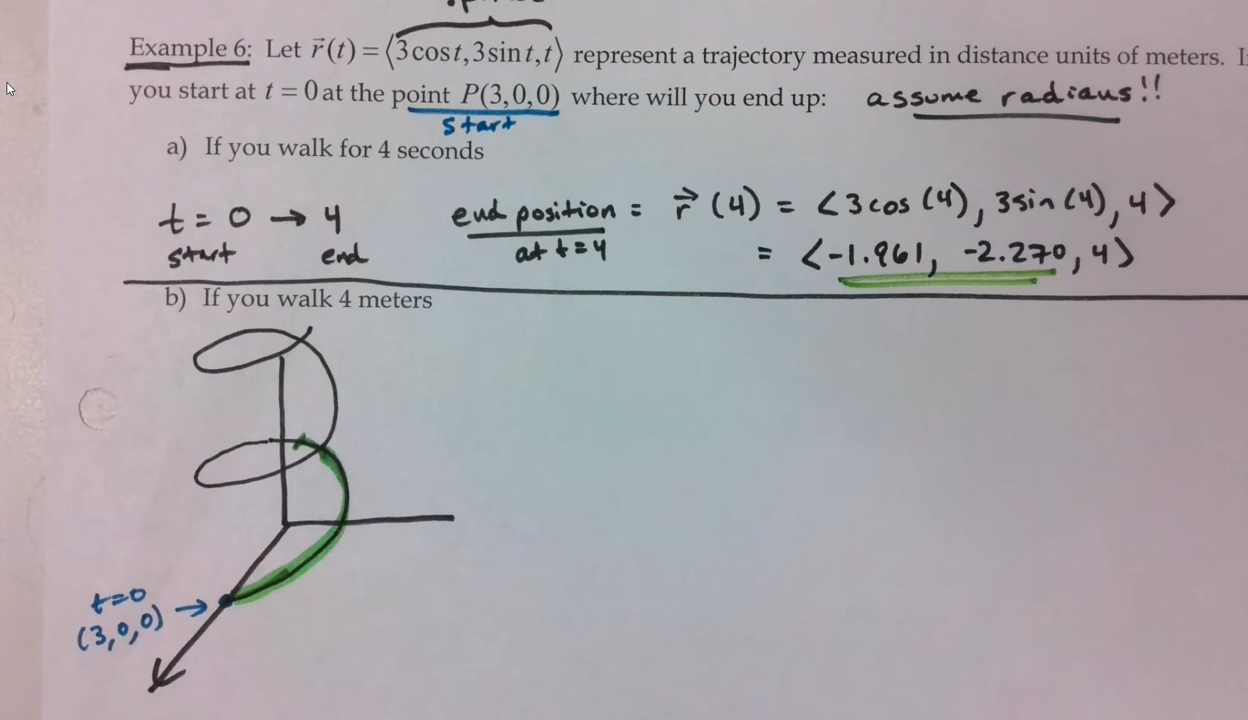 Example 6: Let r⃗(t) = ⟨3cost, 3sint, t⟩ represent a trajectory measured in distance units of meters.
you start at t = 0 at the point P(3,0,0) where will you end up: assume radians!!
start
a) If you walk for 4 seconds
t = 0 → 4 end position = r⃗(4) = <3cos(4), 3sin(4), 4>
start end at t=4 = <-1.961, -2.270, 4>
b) If you walk 4 meters
t=0
(3,0,0) →